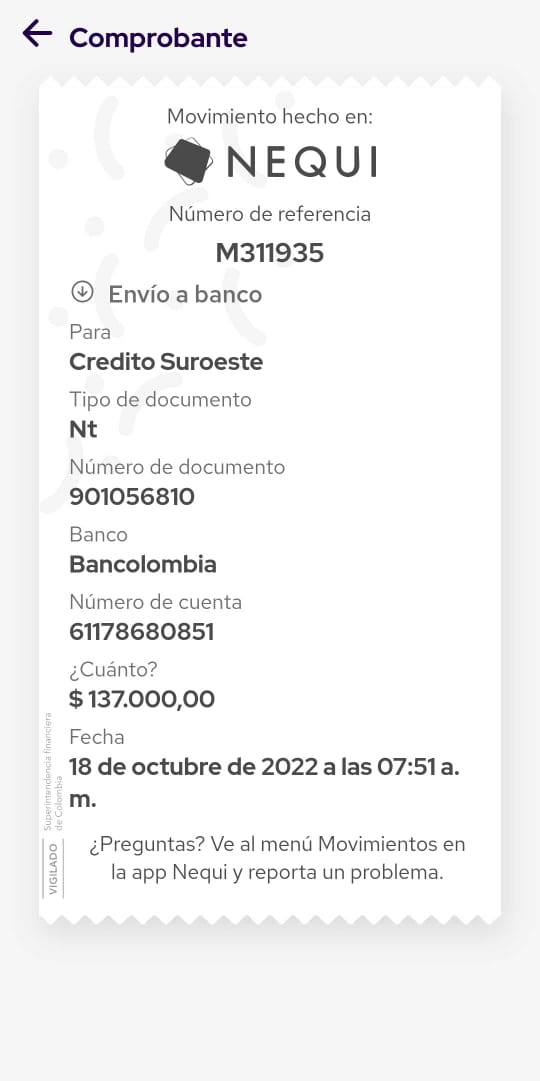 Comprobante
Movimiento hecho en:
NEQUI
Número de referencia
M311935
Envío a banco
Para
Credito Suroeste
Tipo de documento
Nt
Número de documento
901056810
Banco
Bancolombia
Número de cuenta
61178680851
¿Cuánto?
$ 137.000,00
Fecha
18 de octubre de 2022 a las 07:51 a.
m.
¿Preguntas? Ve al menú Movimientos en
la app Nequi y reporta un problema.
VIGILADO
Superintendencia financiera
de Colombia